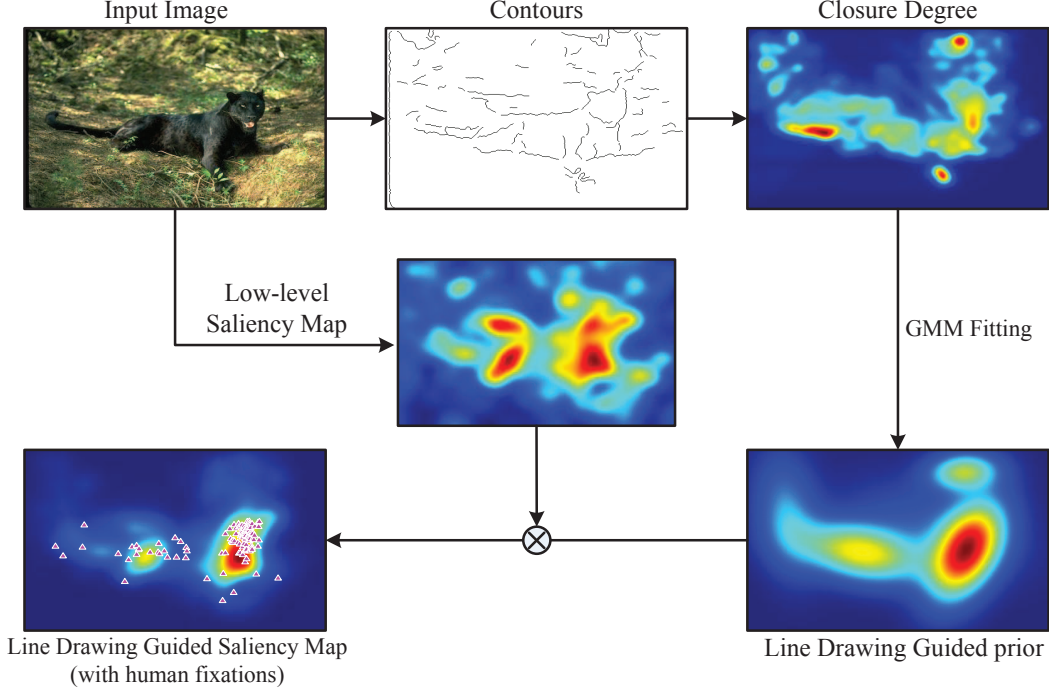 Input Image
Contours
Closure Degree
Low-level
Saliency Map
GMM Fitting
Line Drawing Guided Saliency Map
(with human fixations)
Line Drawing Guided prior